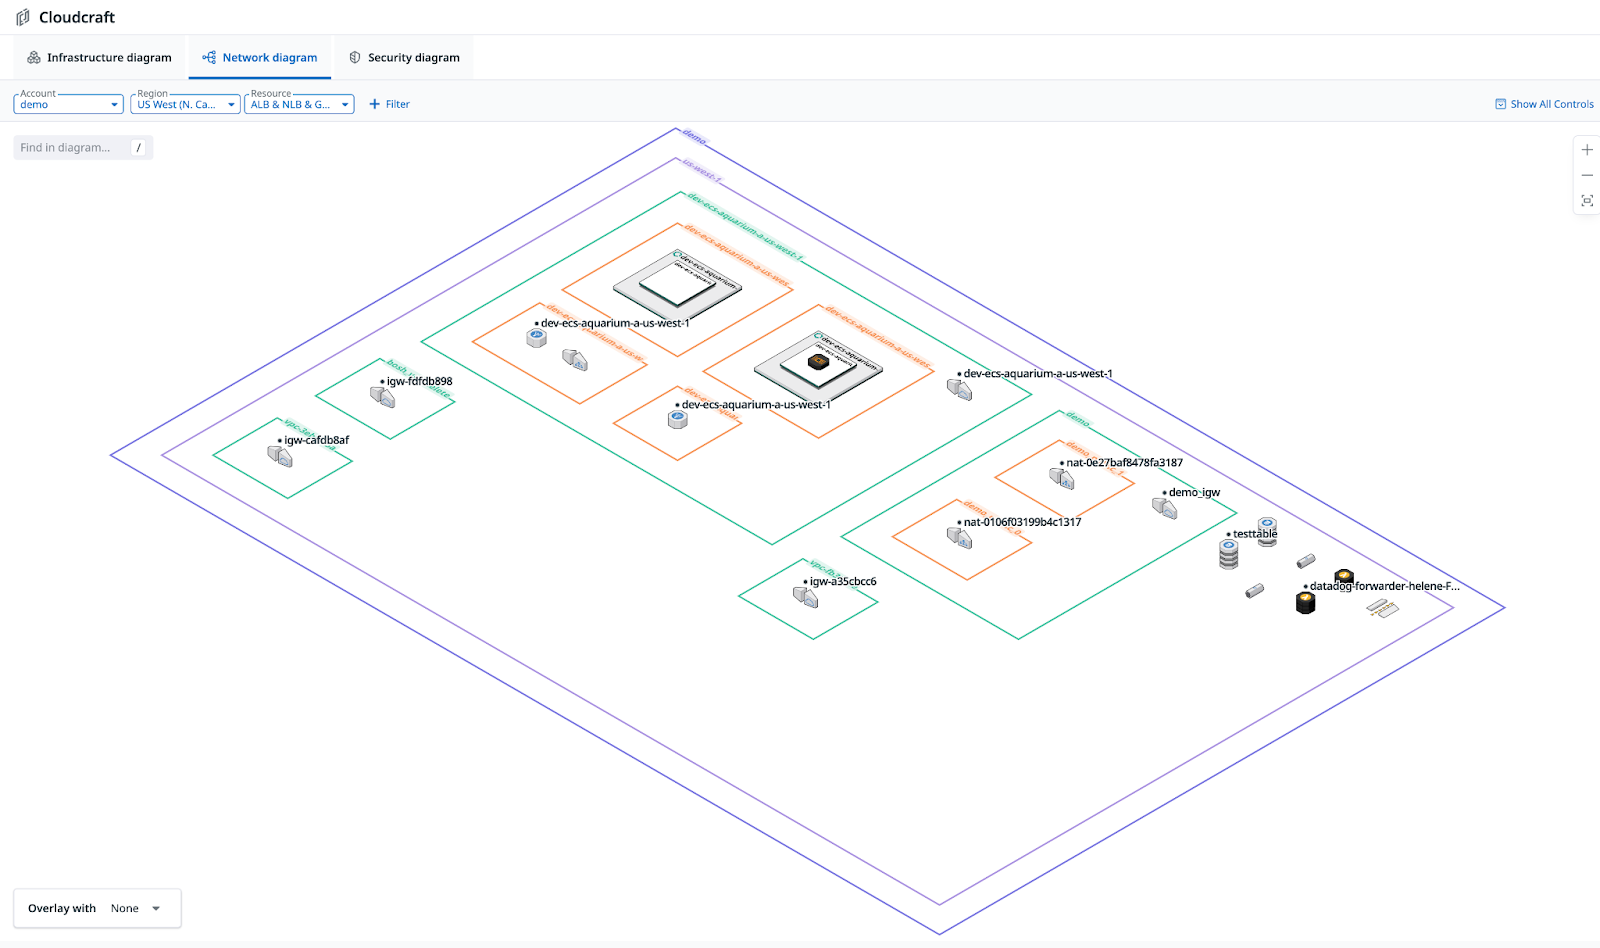 Cloudcraft
Infrastructure diagram
Network diagram
Security diagram
Account
demo
Region
US West (N. Ca...
Resource
ALB & NLB & G...
Filter
Show All Controls
Find in diagram...
/
demo
us-west-1
dev-ecs-aquarium-a-us-west-1
dev-ecs-aquarium-a-us-wes
dev-ecs-aquarium
dev-ecs-aquaric
dev-ecs-aquarium-a-us-west-1
dev-ecs-aquarium-a-us-wes
dev-ecs-aquarium
dev-ecs-aquaric
dev-ecs-aquarium-a-us-west-1
dev-ecs-aquarium-a-us-west-1
igw-fdfdb898
igw-cafdb8af
demo
nat-0e27baf8478fa3187
demo_igw
nat-0106f03199b4c1317
testtable
igw-a35cbcc6
datadog-forwarder-helene-F...
Overlay with
None